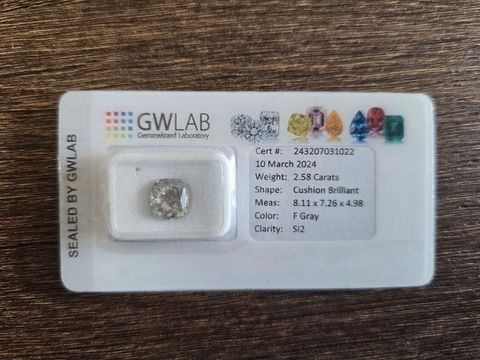 SEALED BY GWLAB
GWLAB
Gemewizard Laboratory
Cert #: 243207031022
10 March 2024
Weight: 2.58 Carats
Shape: Cushion Brilliant
Meas: 8.11 x 7.26 x 4.98
Color: F Gray
Clarity: SI2